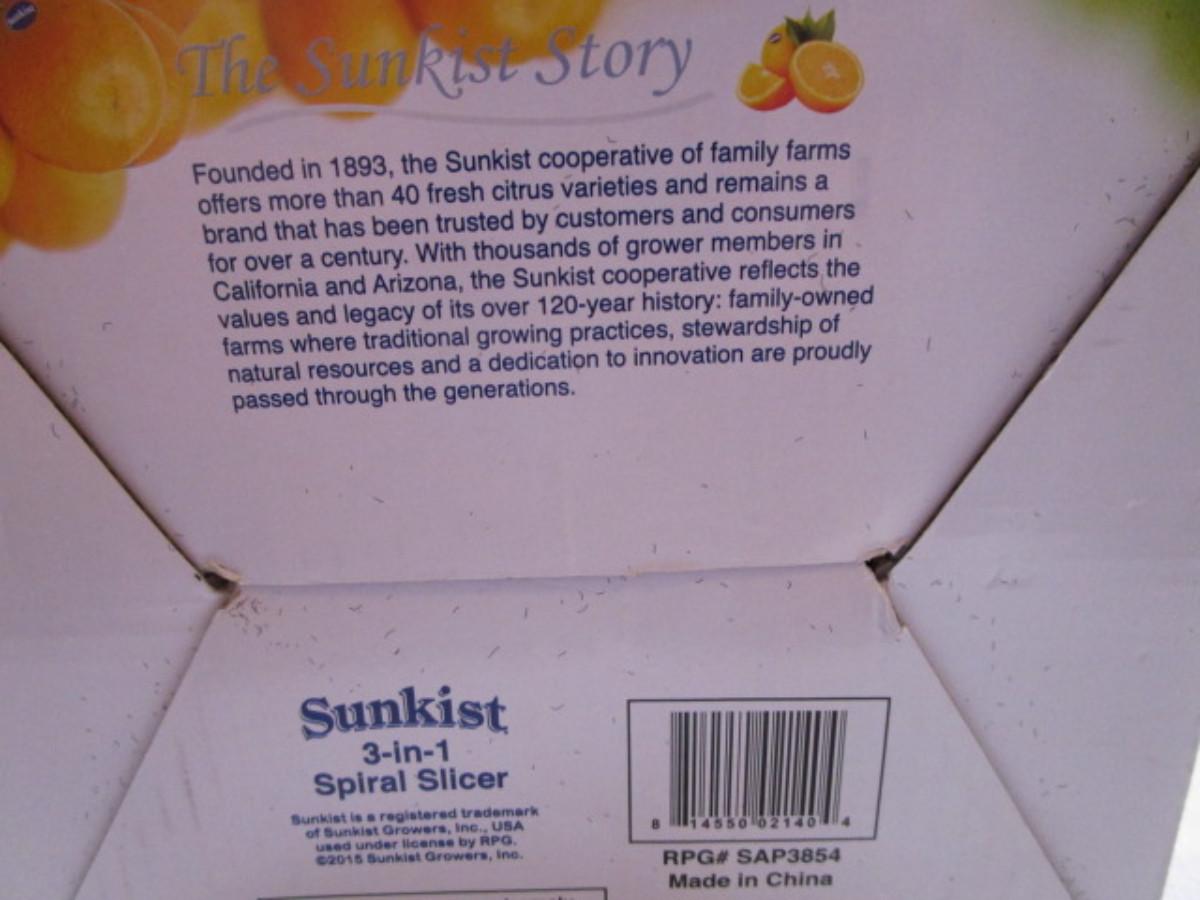 The Sunkist Story
Founded in 1893, the Sunkist cooperative of family farms
offers more than 40 fresh citrus varieties and remains a
brand that has been trusted by customers and consumers
for over a century. With thousands of grower members in
California and Arizona, the Sunkist cooperative reflects the
values and legacy of its over 120-year history: family-owned
farms where traditional growing practices, stewardship of
natural resources and a dedication to innovation are proudly
passed through the generations.
Sunkist
3-in-1
Spiral Slicer
Sunkist is a registered trademark
of Sunkist Growers, Inc., USA
used under license by RPG.
©2015 Sunkist Growers, Inc.
8 14550 02140 4
RPG# SAP3854
Made in China